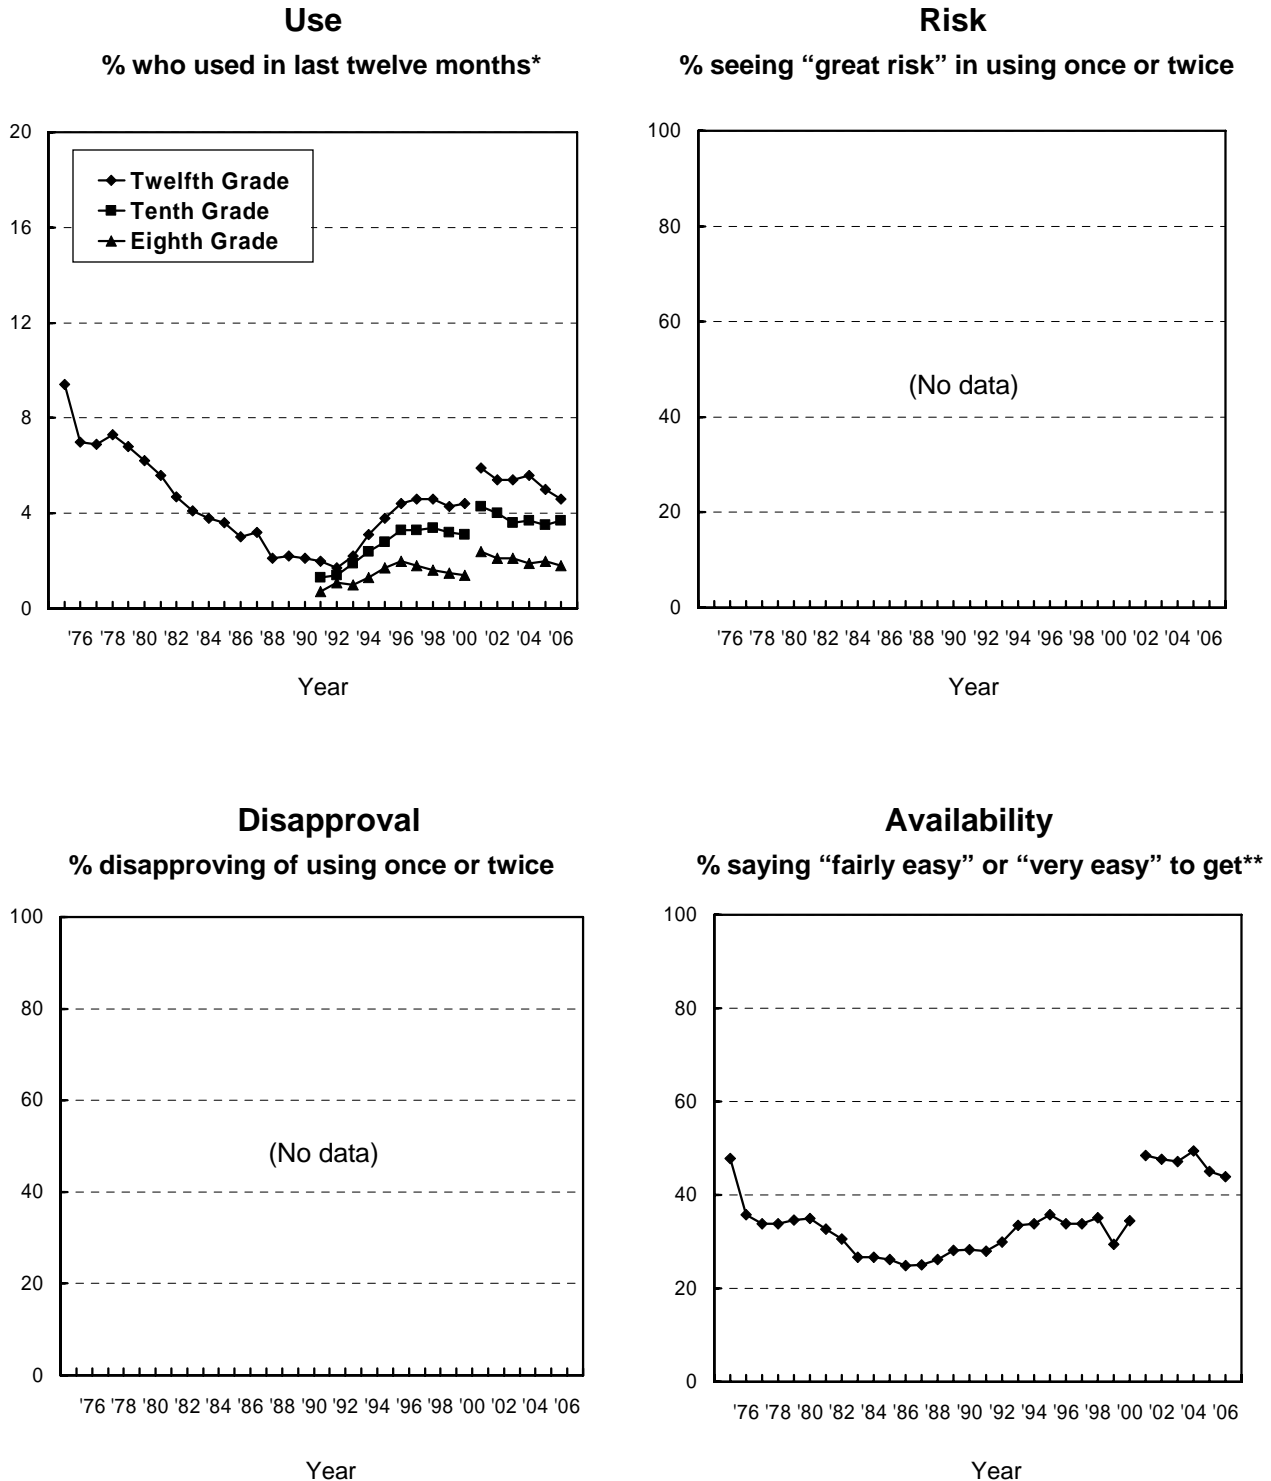 Use
% who used in last twelve months*
20
16
12
8
4
0
Twelfth Grade
Tenth Grade
Eighth Grade
'76 '78 '80 '82 '84 '86 '88 '90 '92 '94 '96 '98 '00 '02 '04 '06
Year
Risk
% seeing “great risk” in using once or twice
100
80
60
40
20
0
(No data)
'76 '78 '80 '82 '84 '86 '88 '90 '92 '94 '96 '98 '00 '02 '04 '06
Year
Disapproval
% disapproving of using once or twice
100
80
60
40
20
0
(No data)
'76 '78 '80 '82 '84 '86 '88 '90 '92 '94 '96 '98 '00 '02 '04 '06
Year
Availability
% saying “fairly easy” or “very easy” to get**
100
80
60
40
20
0
'76 '78 '80 '82 '84 '86 '88 '90 '92 '94 '96 '98 '00 '02 '04 '06
Year